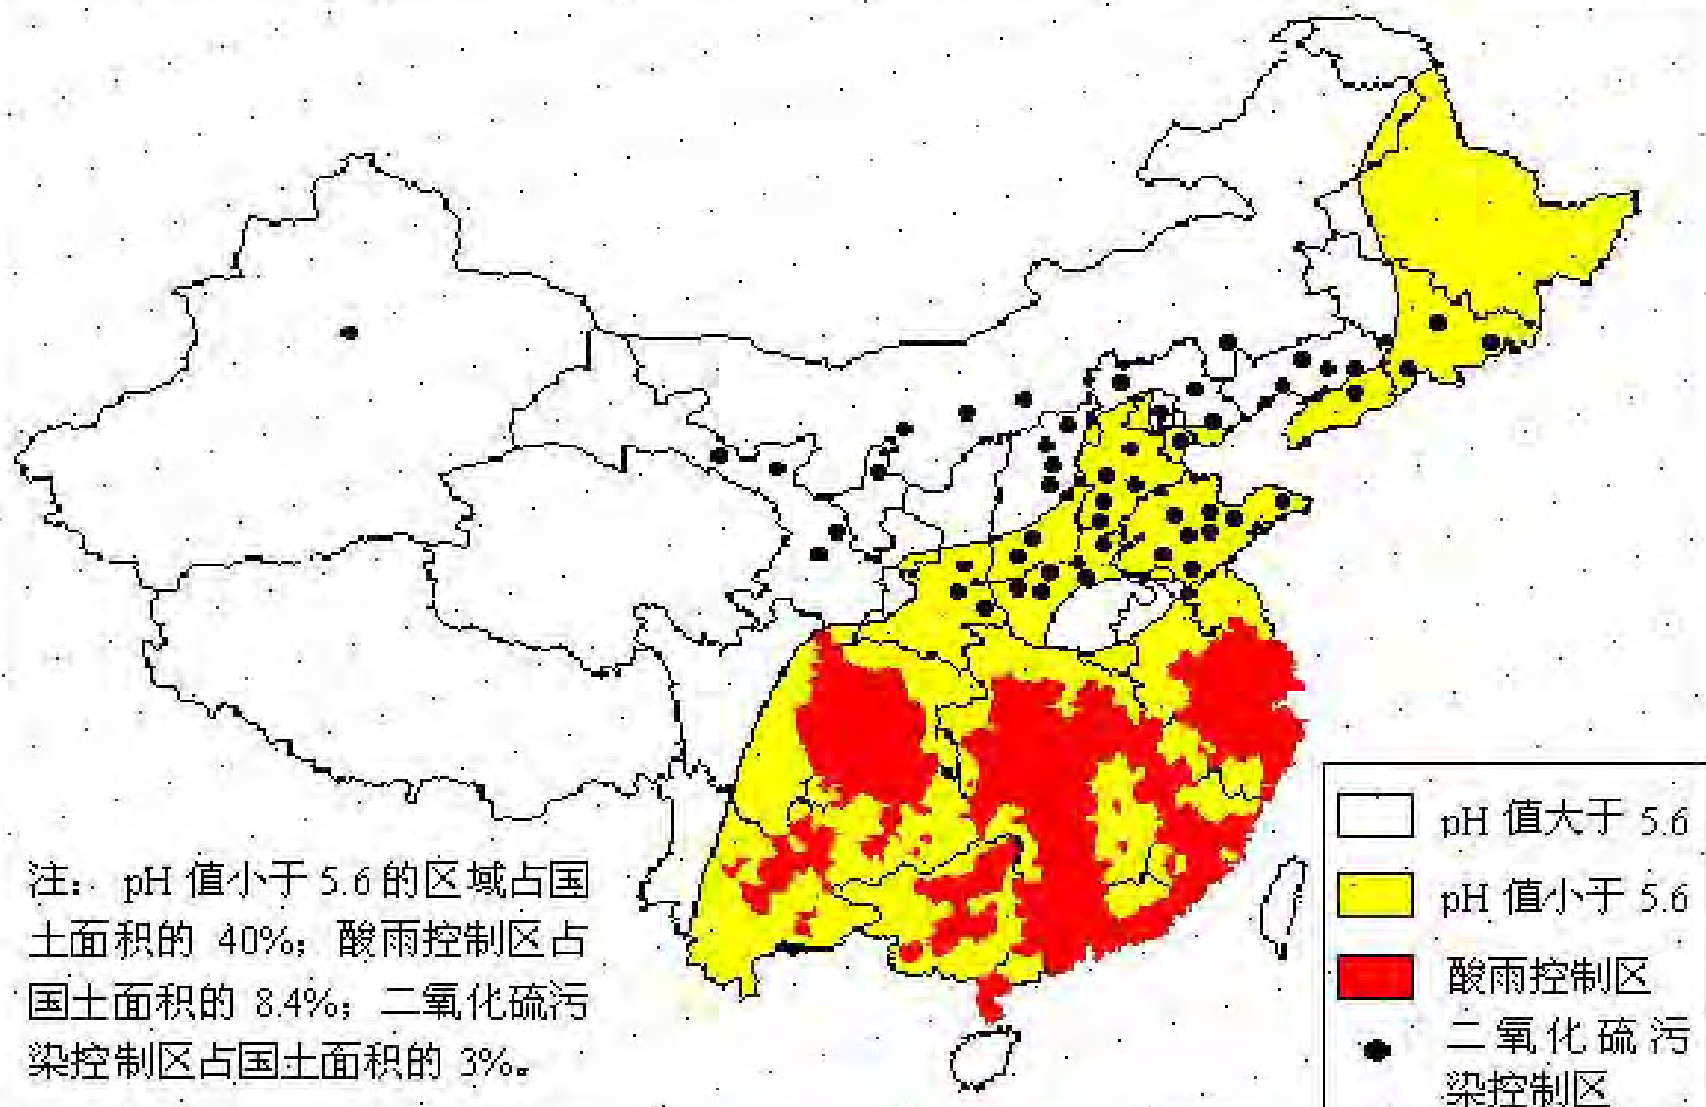 注： pH 值小于 5.6 的区域占国
土面积的 40%；酸雨控制区占
国土面积的 8.4%；二氧化硫污
染控制区占国土面积的 3%。
pH 值大于 5.6
pH 值小于 5.6
酸雨控制区
二氧化硫污
染控制区